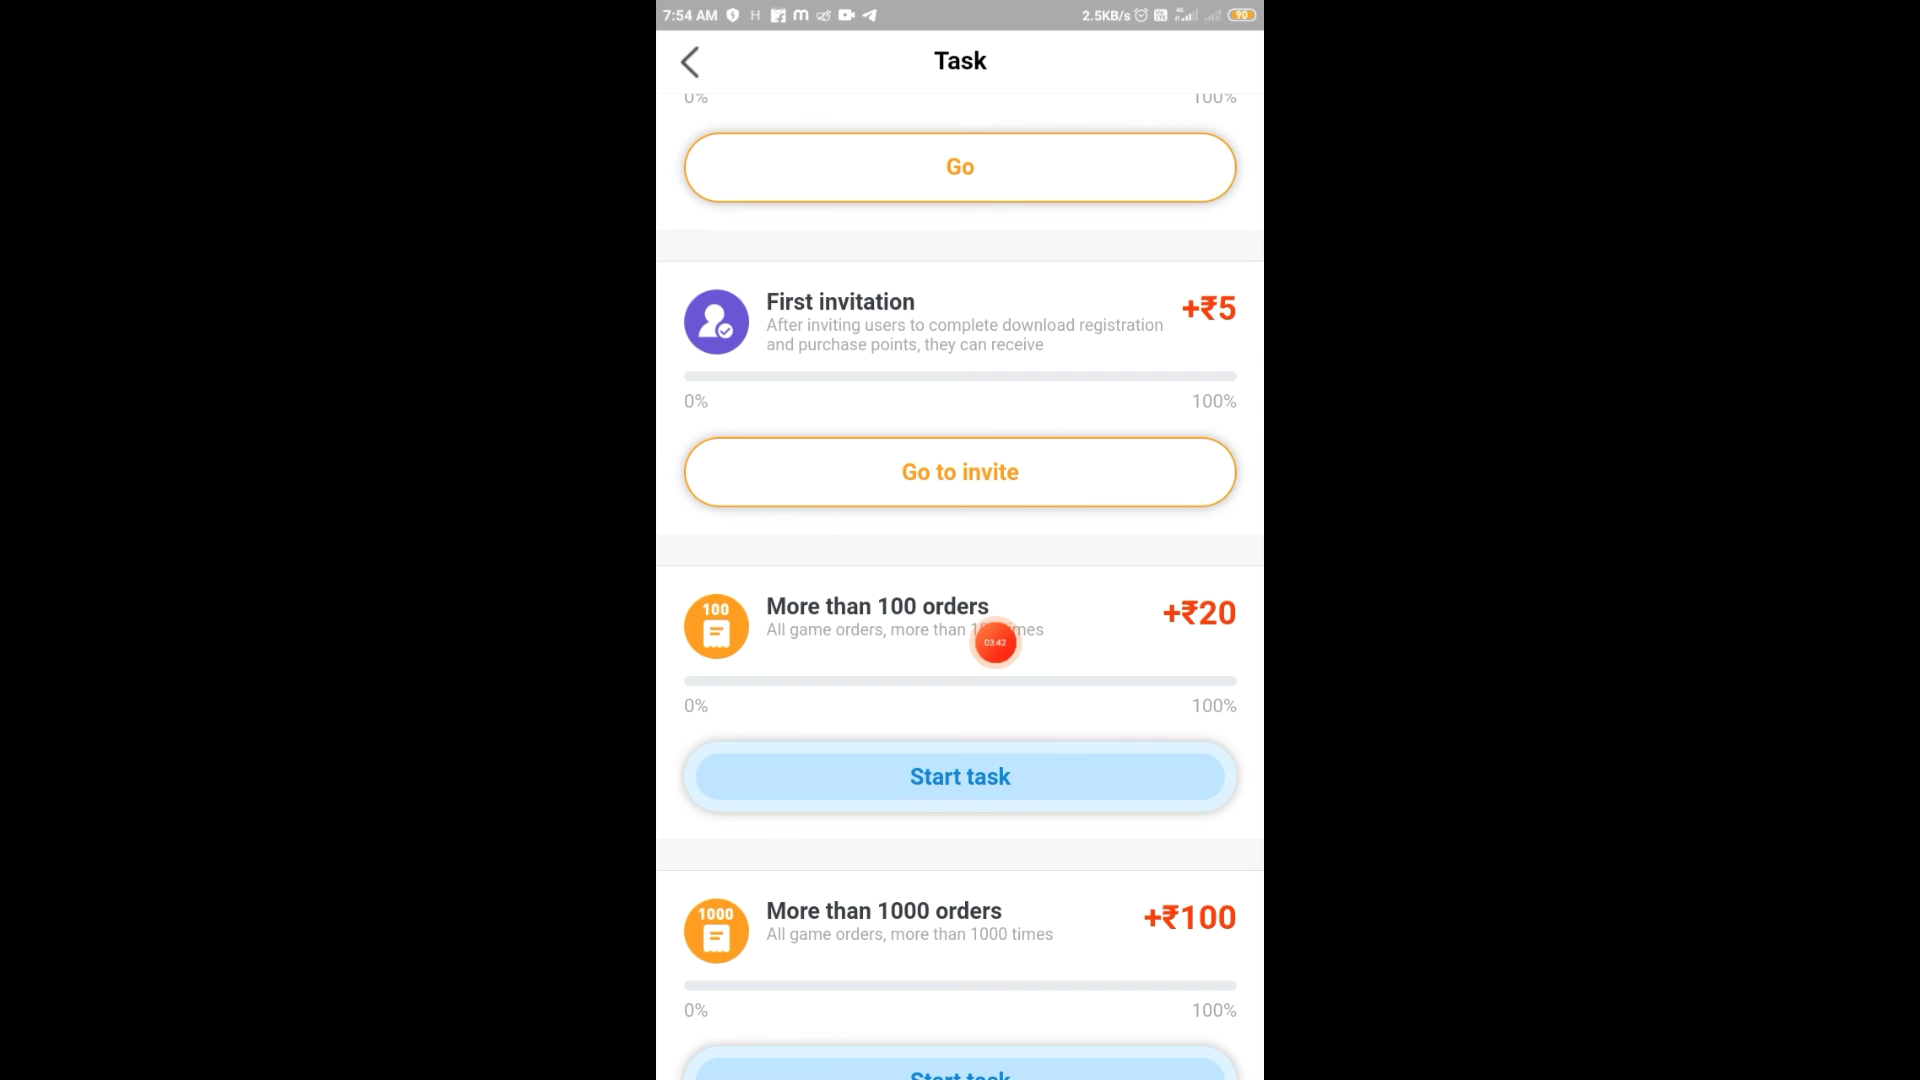 7:54 AM
2.5KB/s
90
Task
0%
100%
Go
First invitation
+₹5
After inviting users to complete download registration
and purchase points, they can receive
0%
100%
Go to invite
100
More than 100 orders
+₹20
All game orders, more than
03:42
0%
100%
Start task
1000
More than 1000 orders
+₹100
All game orders, more than 1000 times
0%
100%
Start task